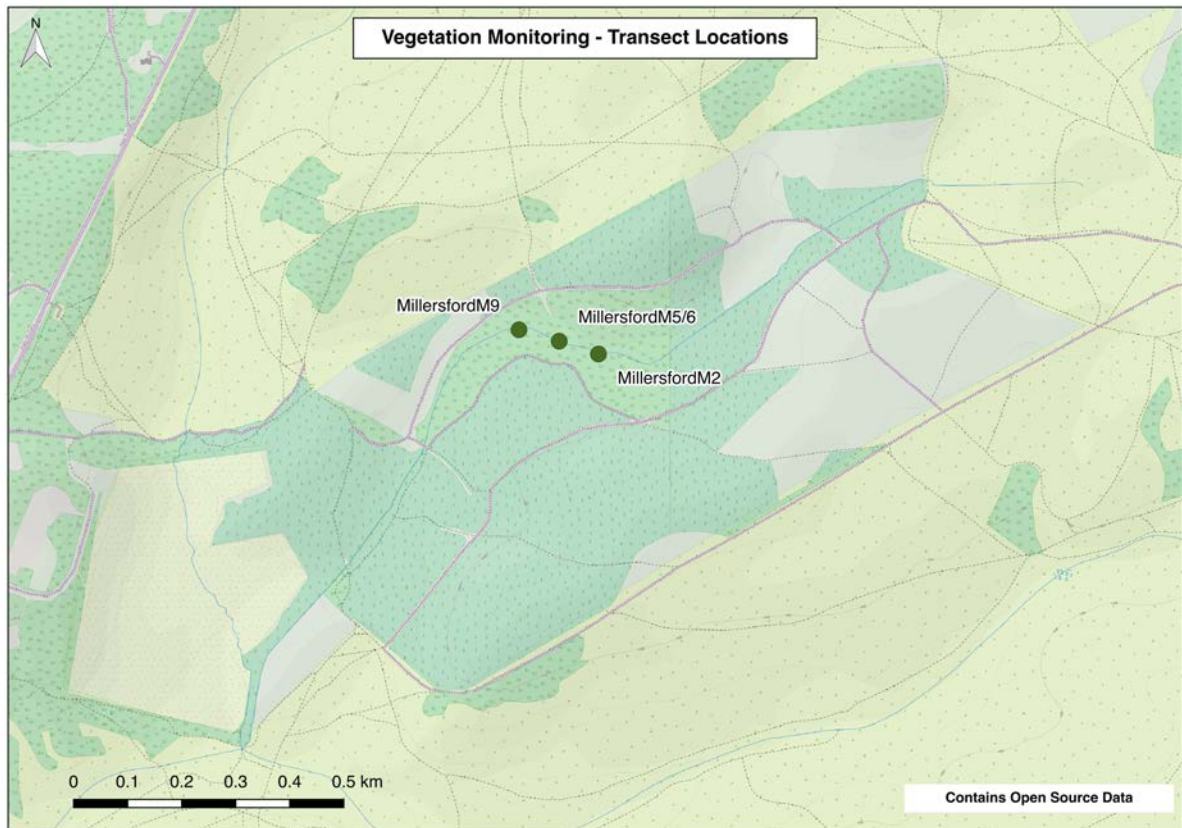 N
Vegetation Monitoring - Transect Locations
MillersfordM9
MillersfordM5/6
MillersfordM2
0 0.1 0.2 0.3 0.4 0.5 km
Contains Open Source Data